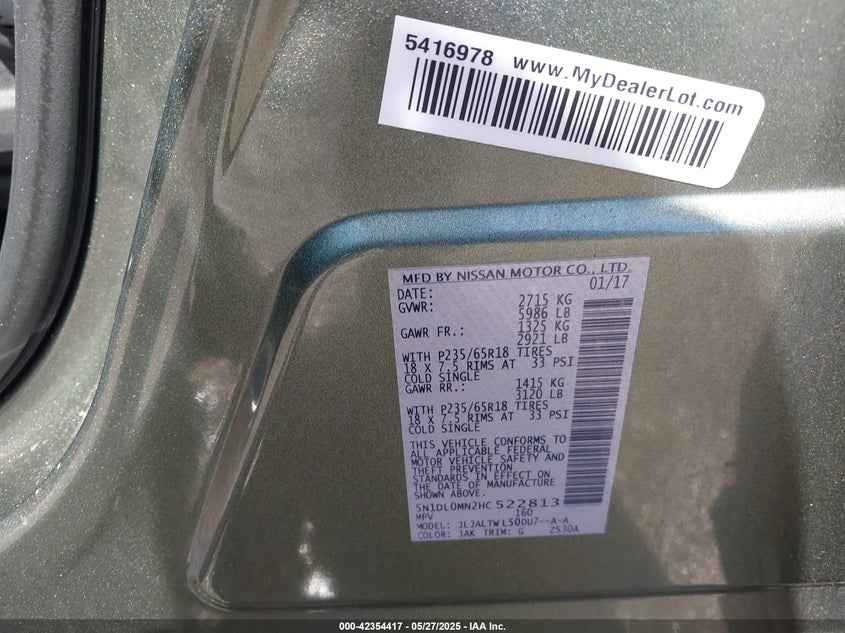 5416978 www.MyDealerLot.com
MFD BY NISSAN MOTOR CO., LTD.
DATE: 01/17
GVWR: 2715 KG
5986 LB
GAWR FR.: 1325 KG
2921 LB
WITH P235/65R18 TIRES
18 X 7.5 RIMS AT 33 PSI
COLD SINGLE
GAWR RR.: 1415 KG
3120 LB
WITH P235/65R18 TIRES
18 X 7.5 RIMS AT 33 PSI
COLD SINGLE
THIS VEHICLE CONFORMS TO
ALL APPLICABLE FEDERAL
MOTOR VEHICLE SAFETY AND
THEFT PREVENTION
STANDARDS IN EFFECT ON
THE DATE OF MANUFACTURE
SHOWN ABOVE.
5N1DL0MN2HC 522813
MPV 160
MODEL: JLJALTWL50DU7--A-A
COLOR: JAK TRIM: G 2S30A
000-42354417 — 05/27/2025 — IAA Inc.